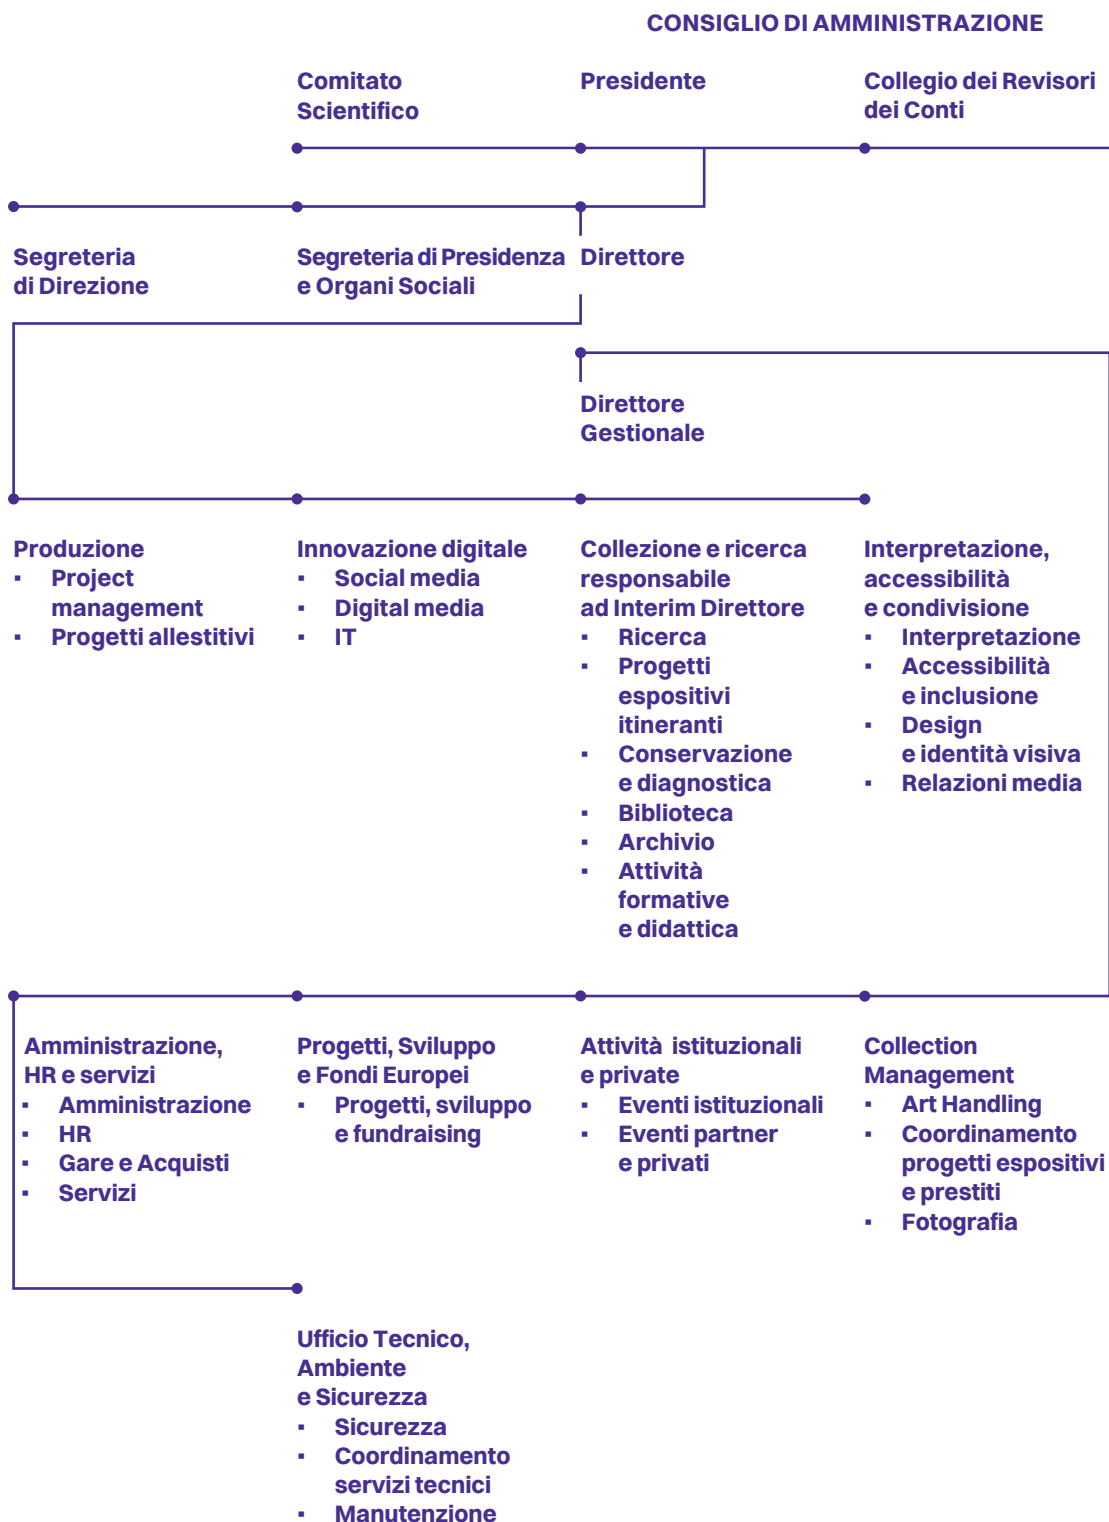 CONSIGLIO DI AMMINISTRAZIONE
Comitato
Scientifico
Presidente
Collegio dei Revisori
dei Conti
Segreteria
di Direzione
Segreteria di Presidenza
e Organi Sociali
Direttore
Direttore
Gestionale
Produzione
▪ Project
management
▪ Progetti allestitivi
Innovazione digitale
▪ Social media
▪ Digital media
▪ IT
Collezione e ricerca
responsabile
ad Interim Direttore
▪ Ricerca
▪ Progetti
espositivi
itineranti
▪ Conservazione
e diagnostica
▪ Biblioteca
▪ Archivio
▪ Attività
formative
e didattica
Interpretazione,
accessibilità
e condivisione
▪ Interpretazione
▪ Accessibilità
e inclusione
▪ Design
e identità visiva
▪ Relazioni media
Amministrazione,
HR e servizi
▪ Amministrazione
▪ HR
▪ Gare e Acquisti
▪ Servizi
Progetti, Sviluppo
e Fondi Europei
▪ Progetti, sviluppo
e fundraising
Attività istituzionali
e private
▪ Eventi istituzionali
▪ Eventi partner
e privati
Collection
Management
▪ Art Handling
▪ Coordinamento
progetti espositivi
e prestiti
▪ Fotografia
Ufficio Tecnico,
Ambiente
e Sicurezza
▪ Sicurezza
▪ Coordinamento
servizi tecnici
▪ Manutenzione